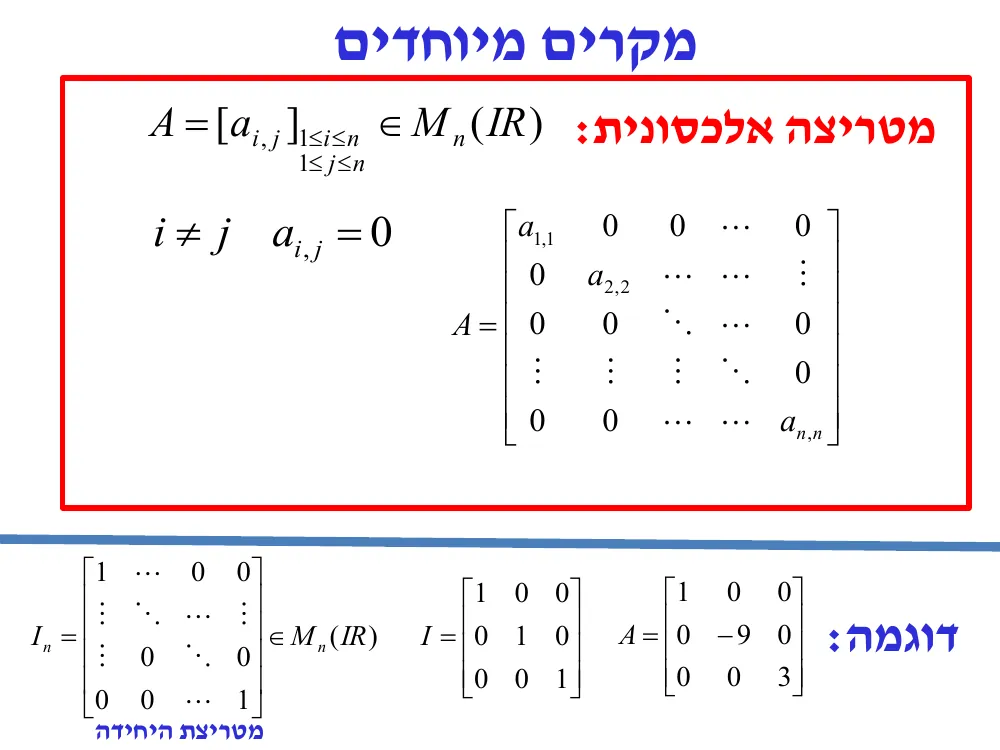 מקרים מיוחדים
מטריצה אלכסונית: A = [a_{i,j}]_{1≤i≤n, 1≤j≤n} ∈ M_n(IR)
i ≠ j a_{i,j} = 0
A =
a_{1,1} 0 0 ⋯ 0
0 a_{2,2} ⋯ ⋯ ⋮
0 0 ⋱ ⋯ 0
⋮ ⋮ ⋮ ⋱ 0
0 0 ⋯ ⋯ a_{n,n}
דוגמה:
A =
1 0 0
0 −9 0
0 0 3
I =
1 0 0
0 1 0
0 0 1
I_n =
1 ⋯ 0 0
⋮ ⋱ ⋯ ⋮
⋮ 0 ⋱ 0
0 0 ⋯ 1
∈ M_n(IR)
מטריצת היחידה